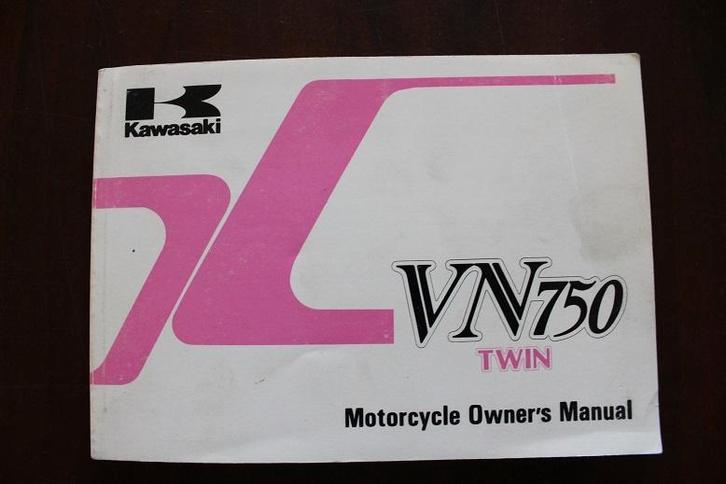 Kawasaki
VN750
TWIN
Motorcycle Owner's Manual